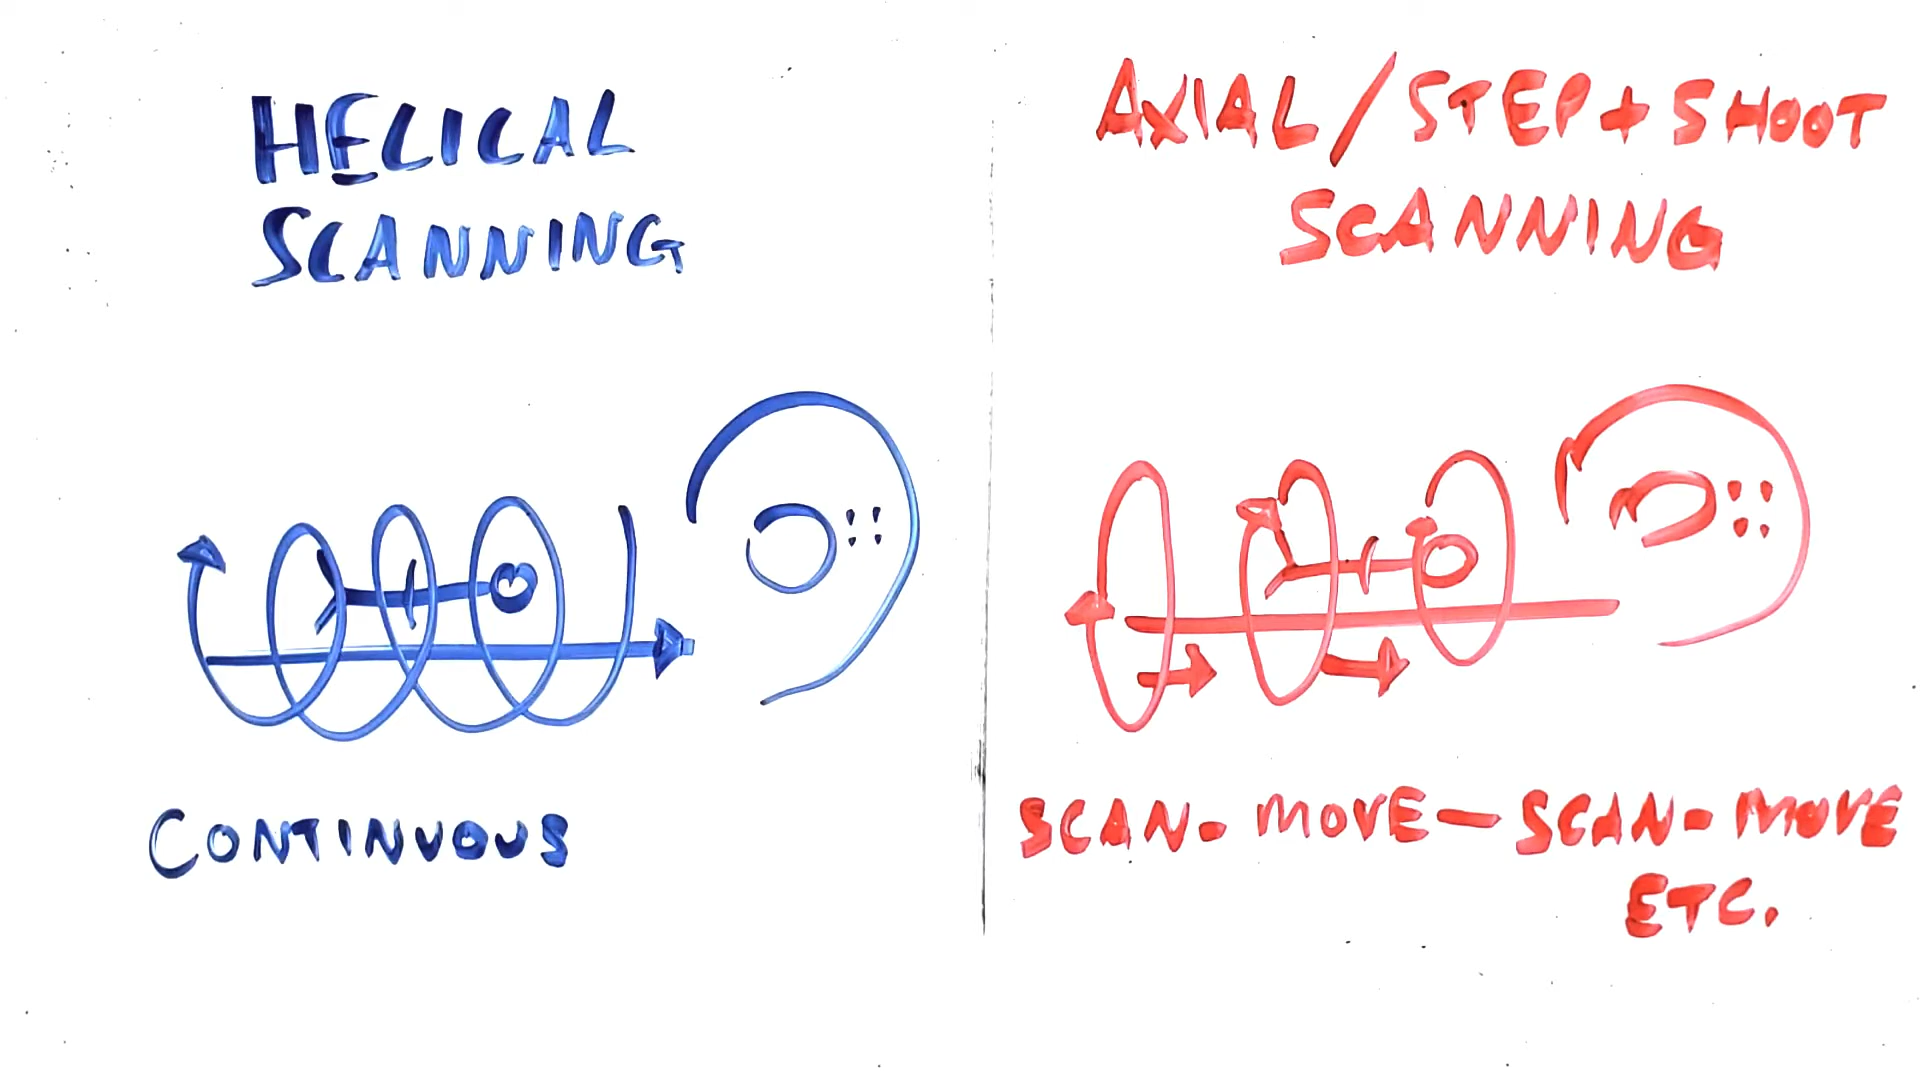 HELICAL
SCANNING
CONTINUOUS
AXIAL/STEP+SHOOT
SCANNING
SCAN-MOVE-SCAN-MOVE
ETC.